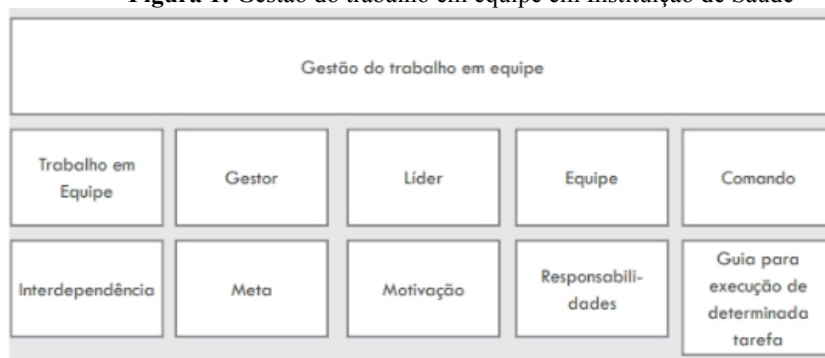 Figura 1. Gestão do trabalho em equipe em Instituição de Saúde
Gestão do trabalho em equipe
Trabalho em
Equipe
Gestor
Líder
Equipe
Comando
Interdependência
Meta
Motivação
Responsabili-
dades
Guia para
execução de
determinada
tarefa